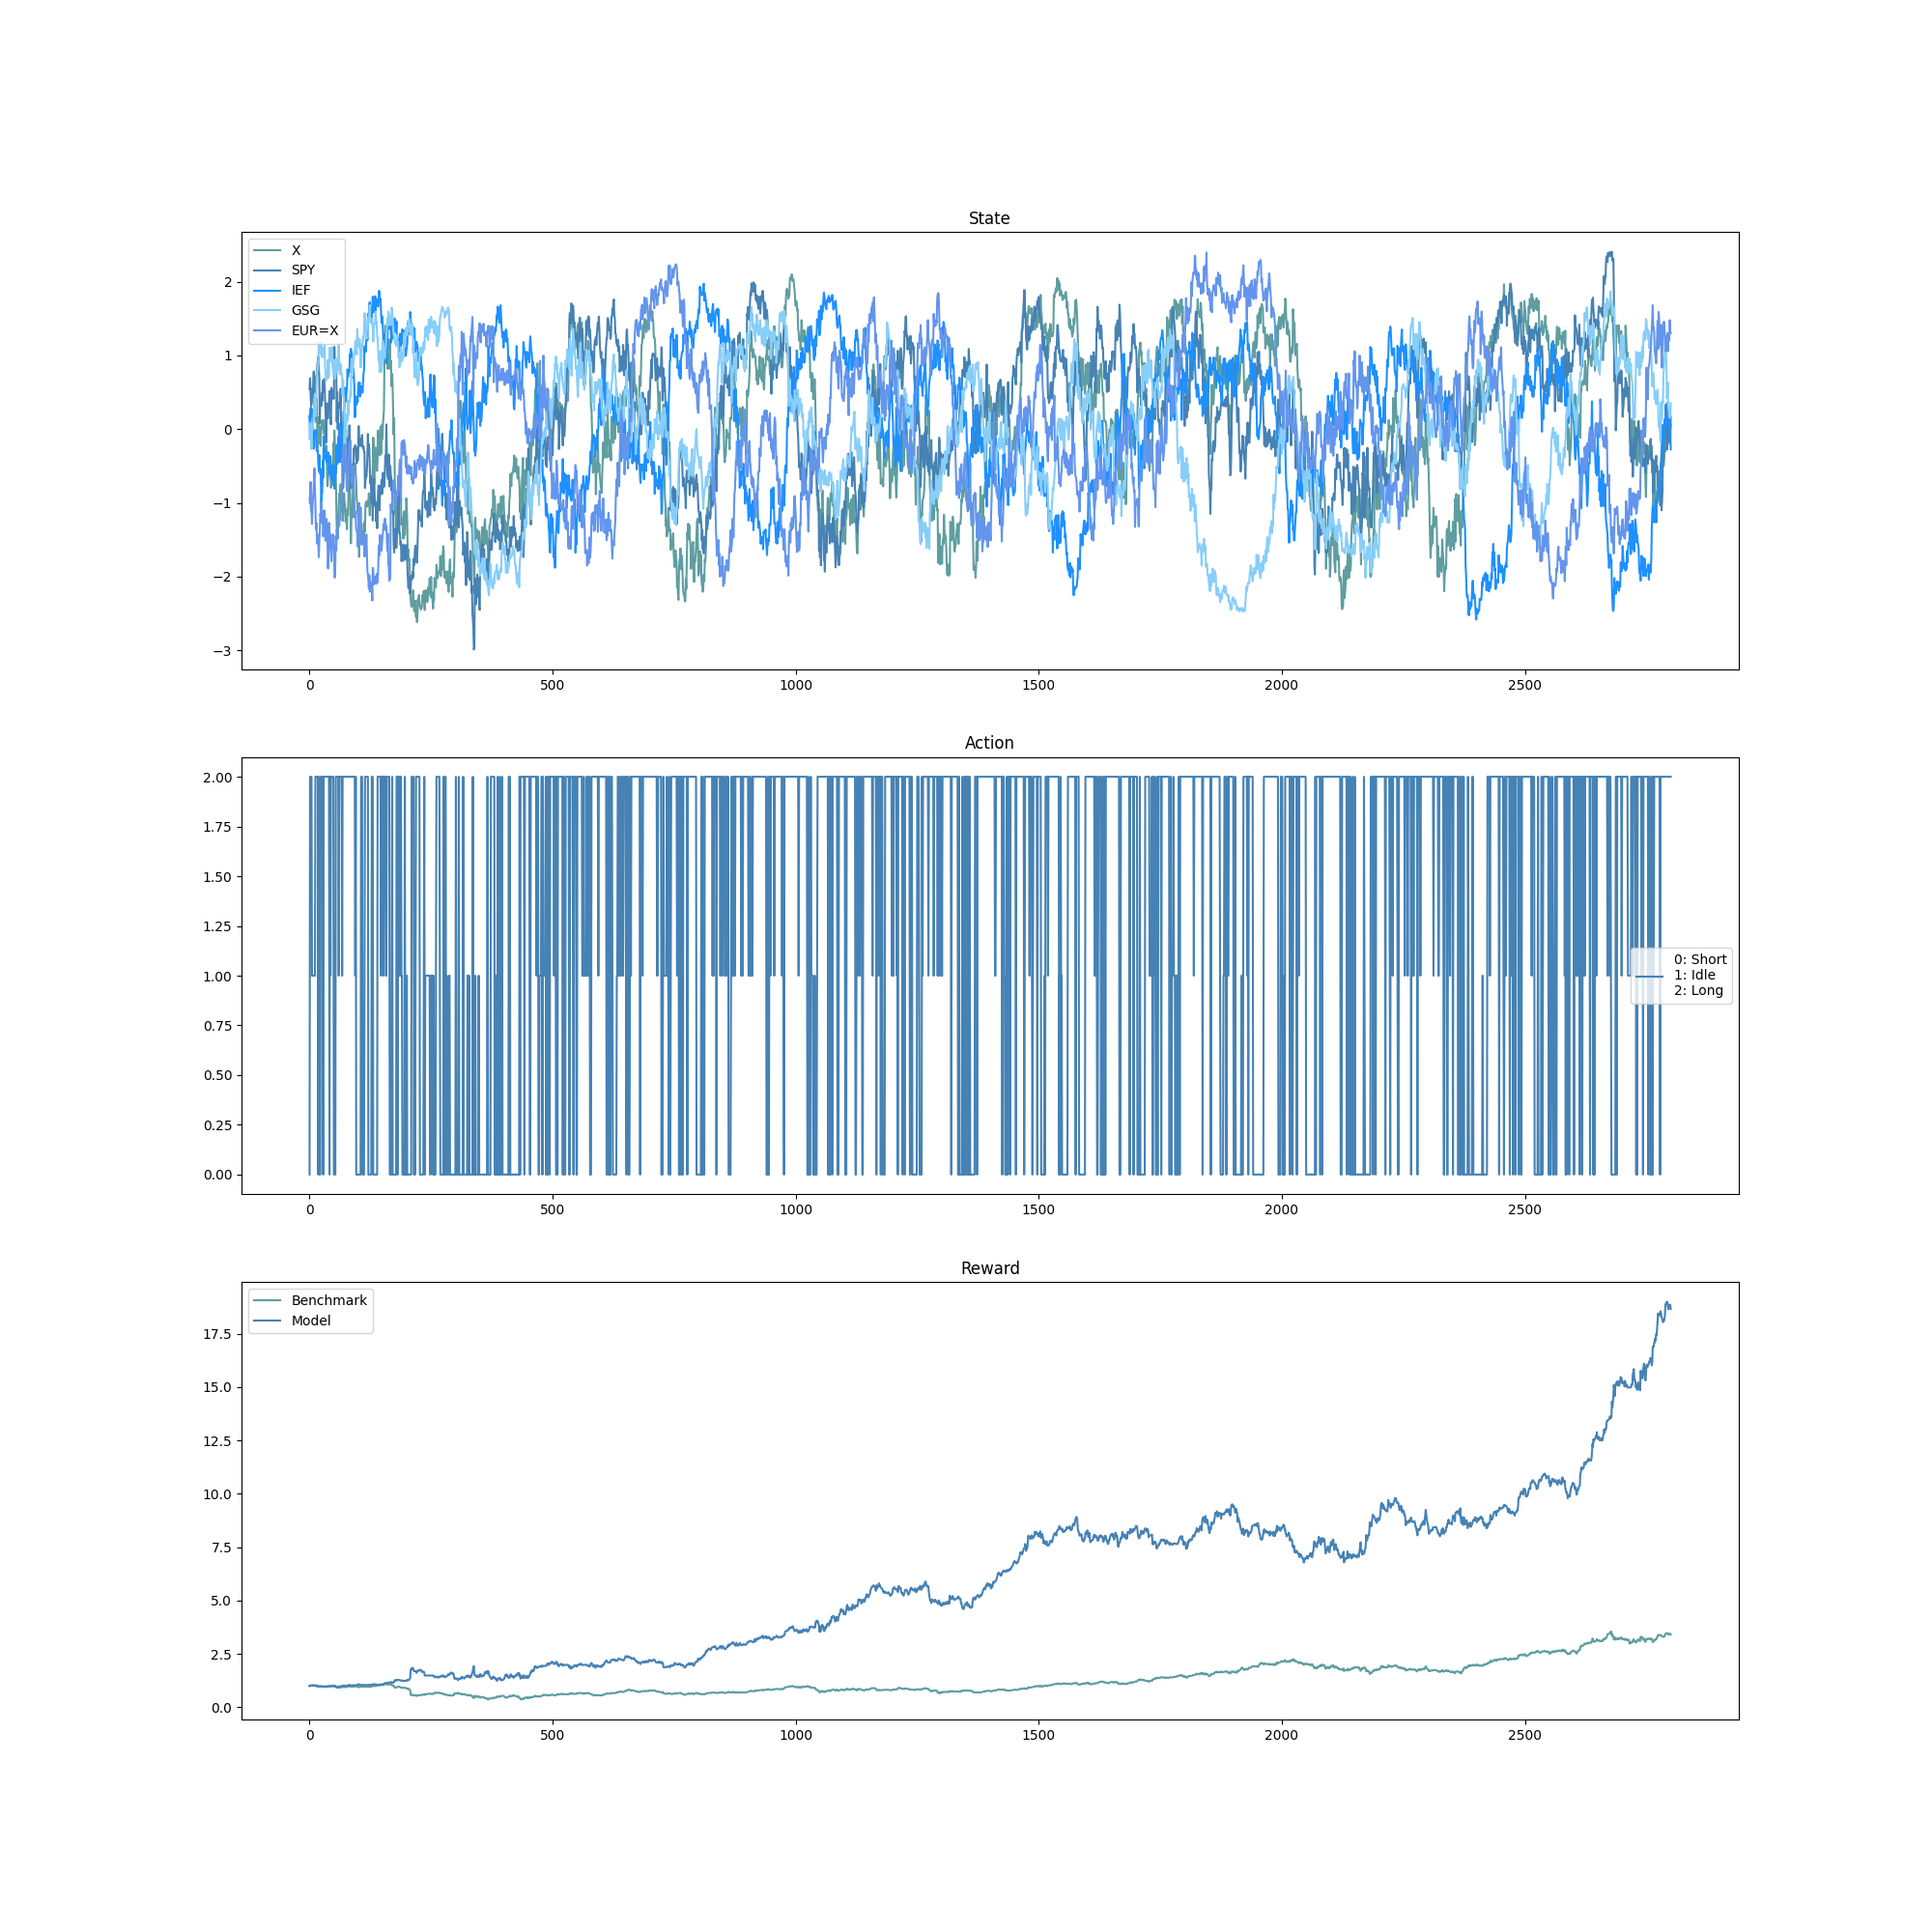 State
X
SPY
IEF
GSG
EUR=X
2
1
0
−1
−2
−3
0 500 1000 1500 2000 2500
Action
2.00
1.75
1.50
1.25
1.00
0.75
0.50
0.25
0.00
0: Short
1: Idle
2: Long
0 500 1000 1500 2000 2500
Reward
Benchmark
Model
17.5
15.0
12.5
10.0
7.5
5.0
2.5
0.0
0 500 1000 1500 2000 2500